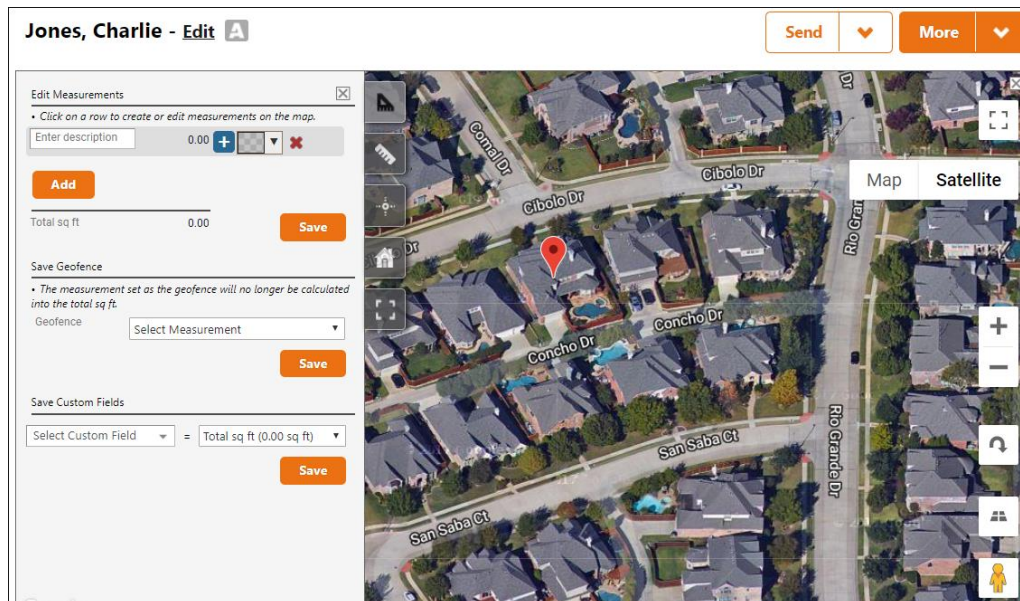 Jones, Charlie - Edit A
Send
More
Edit Measurements
• Click on a row to create or edit measurements on the map.
Enter description 0.00
Add
Total sq ft 0.00
Save
Save Geofence
• The measurement set as the geofence will no longer be calculated
into the total sq ft.
Geofence Select Measurement
Save
Save Custom Fields
Select Custom Field = Total sq ft (0.00 sq ft)
Save
Map Satellite
Comal Dr
Cibolo Dr
Cibolo Dr
Dr
Dr
Rio Gran
Concho Dr
Concho Dr
San Saba Ct
San Saba Ct
Rio Grande Dr